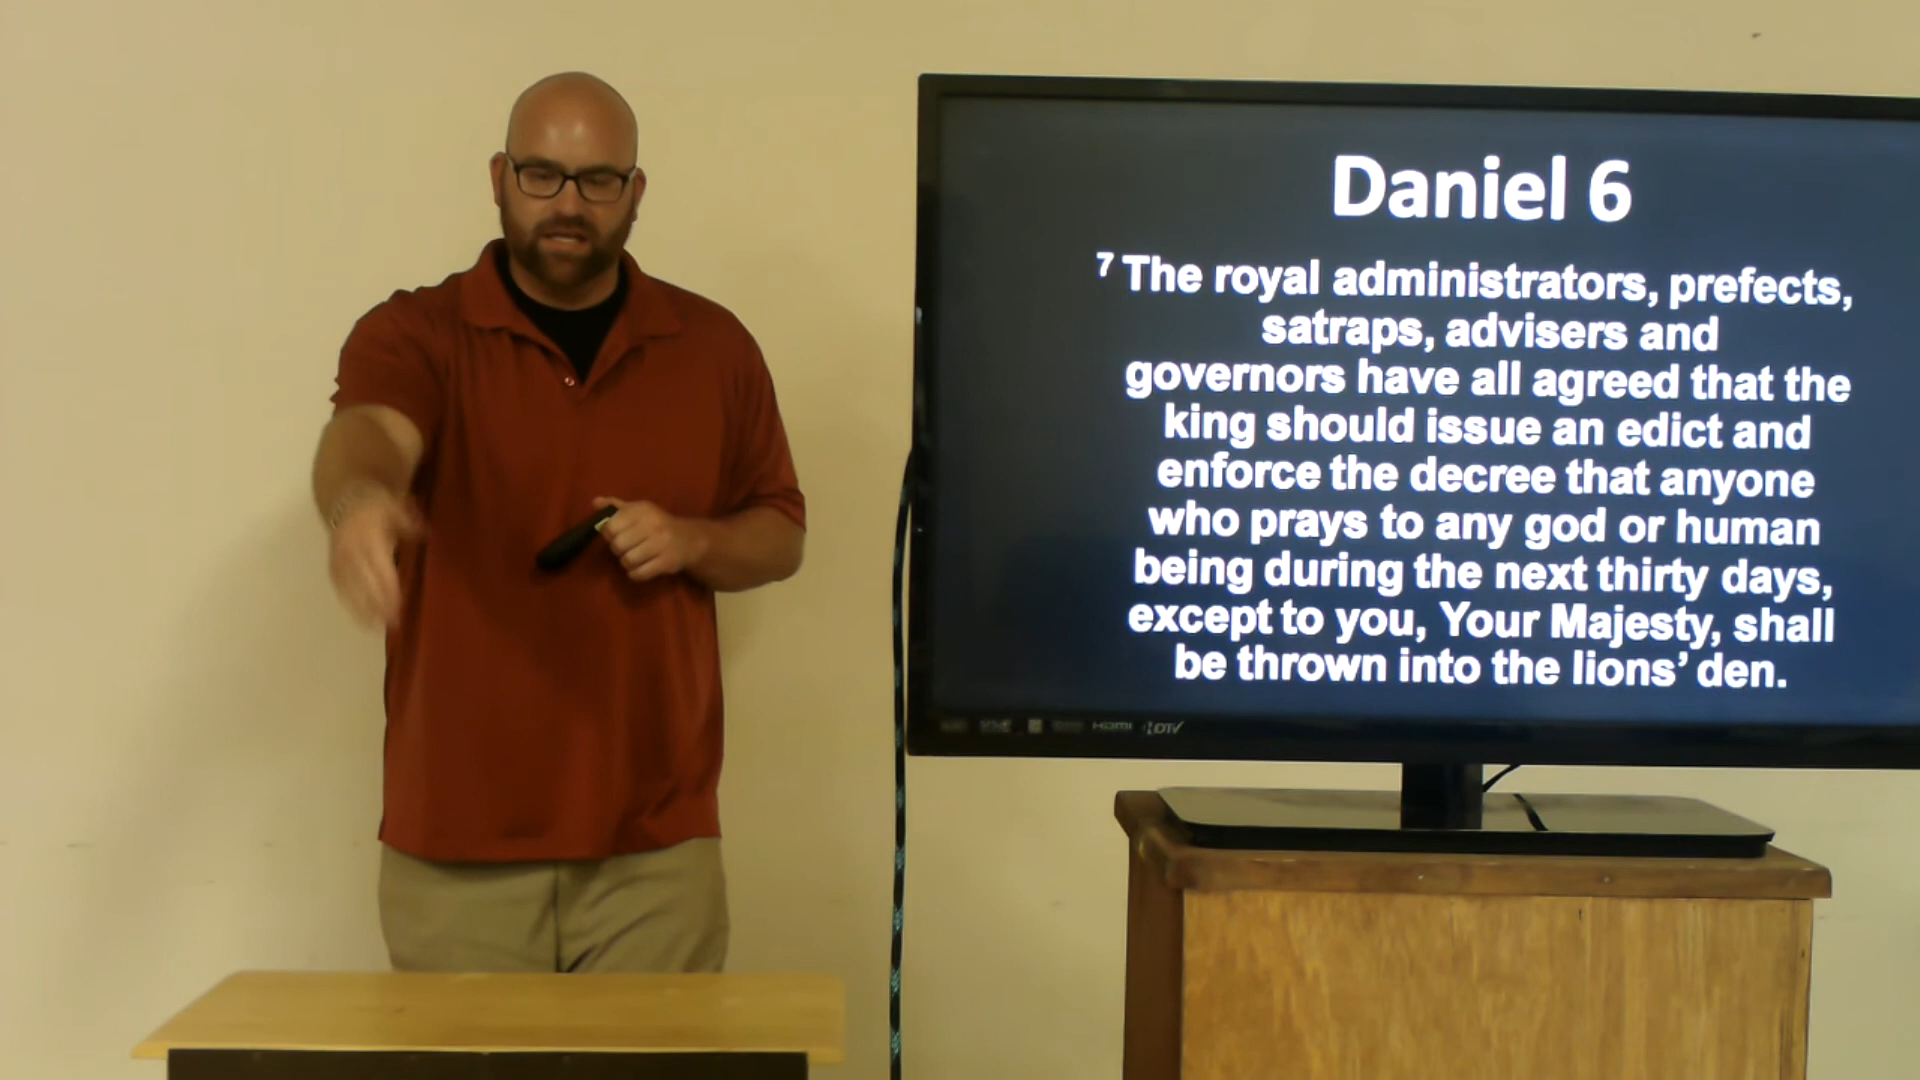 Daniel 6
7 The royal administrators, prefects,
satraps, advisers and
governors have all agreed that the
king should issue an edict and
enforce the decree that anyone
who prays to any god or human
being during the next thirty days,
except to you, Your Majesty, shall
be thrown into the lions’ den.
HDMI HDTV